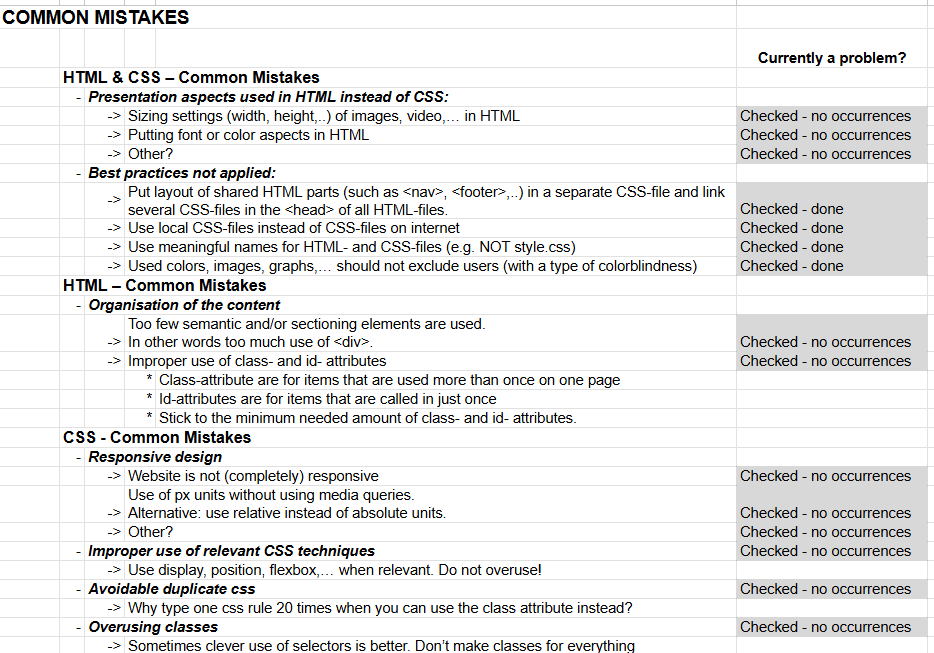 COMMON MISTAKES
Currently a problem?
HTML & CSS – Common Mistakes
- Presentation aspects used in HTML instead of CSS:
-> Sizing settings (width, height,..) of images, video,… in HTML Checked - no occurrences
-> Putting font or color aspects in HTML Checked - no occurrences
-> Other? Checked - no occurrences
- Best practices not applied:
-> Put layout of shared HTML parts (such as <nav>, <footer>,..) in a separate CSS-file and link
several CSS-files in the <head> of all HTML-files. Checked - done
-> Use local CSS-files instead of CSS-files on internet Checked - done
-> Use meaningful names for HTML- and CSS-files (e.g. NOT style.css) Checked - done
-> Used colors, images, graphs,… should not exclude users (with a type of colorblindness) Checked - done
HTML – Common Mistakes
- Organisation of the content
Too few semantic and/or sectioning elements are used.
-> In other words too much use of <div>. Checked - no occurrences
-> Improper use of class- and id- attributes Checked - no occurrences
* Class-attribute are for items that are used more than once on one page
* Id-attributes are for items that are called in just once
* Stick to the minimum needed amount of class- and id- attributes.
CSS - Common Mistakes
- Responsive design
-> Website is not (completely) responsive Checked - no occurrences
Use of px units without using media queries.
-> Alternative: use relative instead of absolute units. Checked - no occurrences
-> Other? Checked - no occurrences
- Improper use of relevant CSS techniques Checked - no occurrences
-> Use display, position, flexbox,… when relevant. Do not overuse!
- Avoidable duplicate css Checked - no occurrences
-> Why type one css rule 20 times when you can use the class attribute instead?
- Overusing classes Checked - no occurrences
-> Sometimes clever use of selectors is better. Don’t make classes for everything